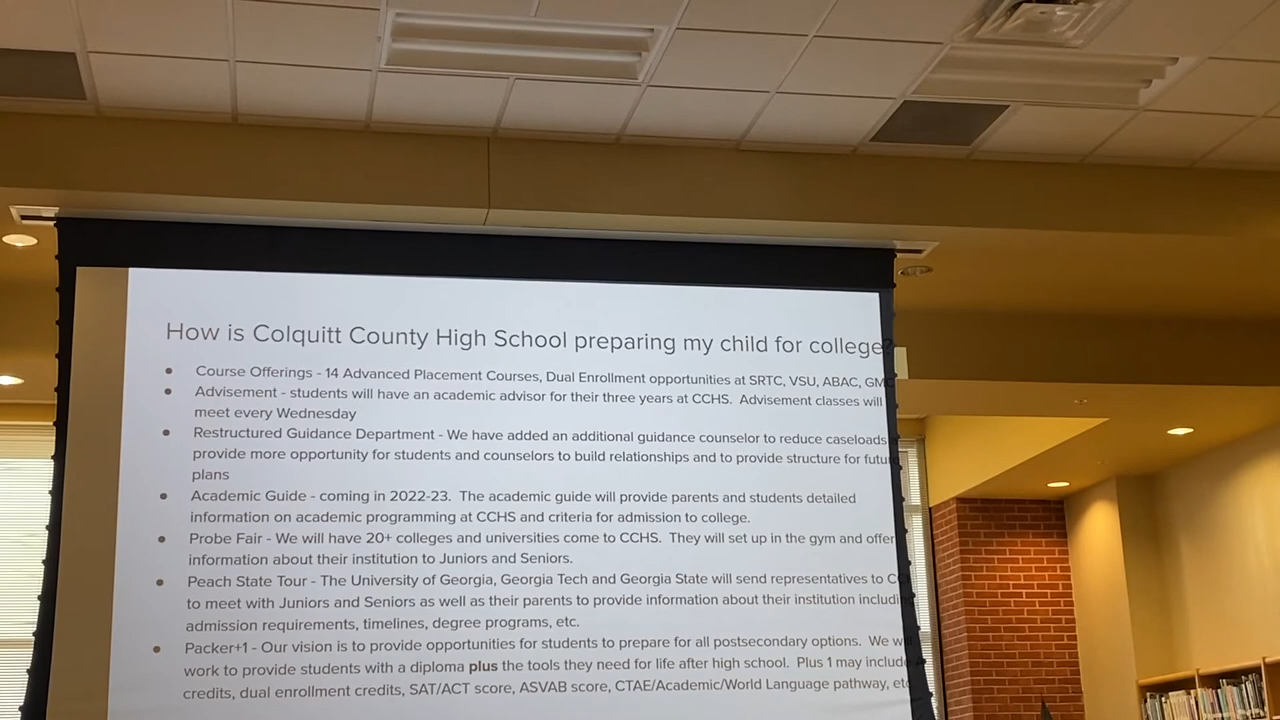 How is Colquitt County High School preparing my child for college?
● Course Offerings - 14 Advanced Placement Courses, Dual Enrollment opportunities at SRTC, VSU, ABAC, GMC
● Advisement - students will have an academic advisor for their three years at CCHS. Advisement classes will
meet every Wednesday
● Restructured Guidance Department - We have added an additional guidance counselor to reduce caseloads
provide more opportunity for students and counselors to build relationships and to provide structure for future
plans
● Academic Guide - coming in 2022-23. The academic guide will provide parents and students detailed
information on academic programming at CCHS and criteria for admission to college.
● Probe Fair - We will have 20+ colleges and universities come to CCHS. They will set up in the gym and offer
information about their institution to Juniors and Seniors.
● Peach State Tour - The University of Georgia, Georgia Tech and Georgia State will send representatives to
to meet with Juniors and Seniors as well as their parents to provide information about their institution including
admission requirements, timelines, degree programs, etc.
● Packer+1 - Our vision is to provide opportunities for students to prepare for all postsecondary options. We will
work to provide students with a diploma plus the tools they need for life after high school. Plus 1 may include
credits, dual enrollment credits, SAT/ACT score, ASVAB score, CTAE/Academic/World Language pathway, etc